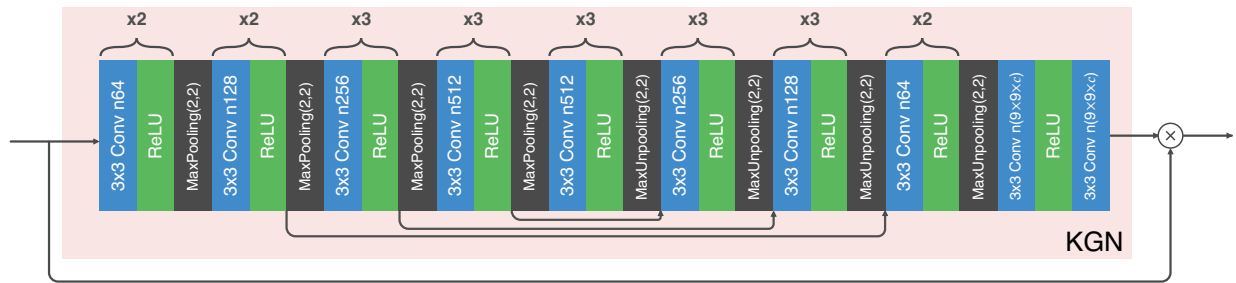 x2
x2
x3
x3
x3
x3
x3
x2
3x3 Conv n64
ReLU
MaxPooling(2,2)
3x3 Conv n128
ReLU
MaxPooling(2,2)
3x3 Conv n256
ReLU
MaxPooling(2,2)
3x3 Conv n512
ReLU
MaxPooling(2,2)
3x3 Conv n512
ReLU
MaxUnpooling(2,2)
3x3 Conv n256
ReLU
MaxUnpooling(2,2)
3x3 Conv n128
ReLU
MaxUnpooling(2,2)
3x3 Conv n64
ReLU
MaxUnpooling(2,2)
3x3 Conv n(9×9×c)
ReLU
3x3 Conv n(9×9×c)
×
KGN